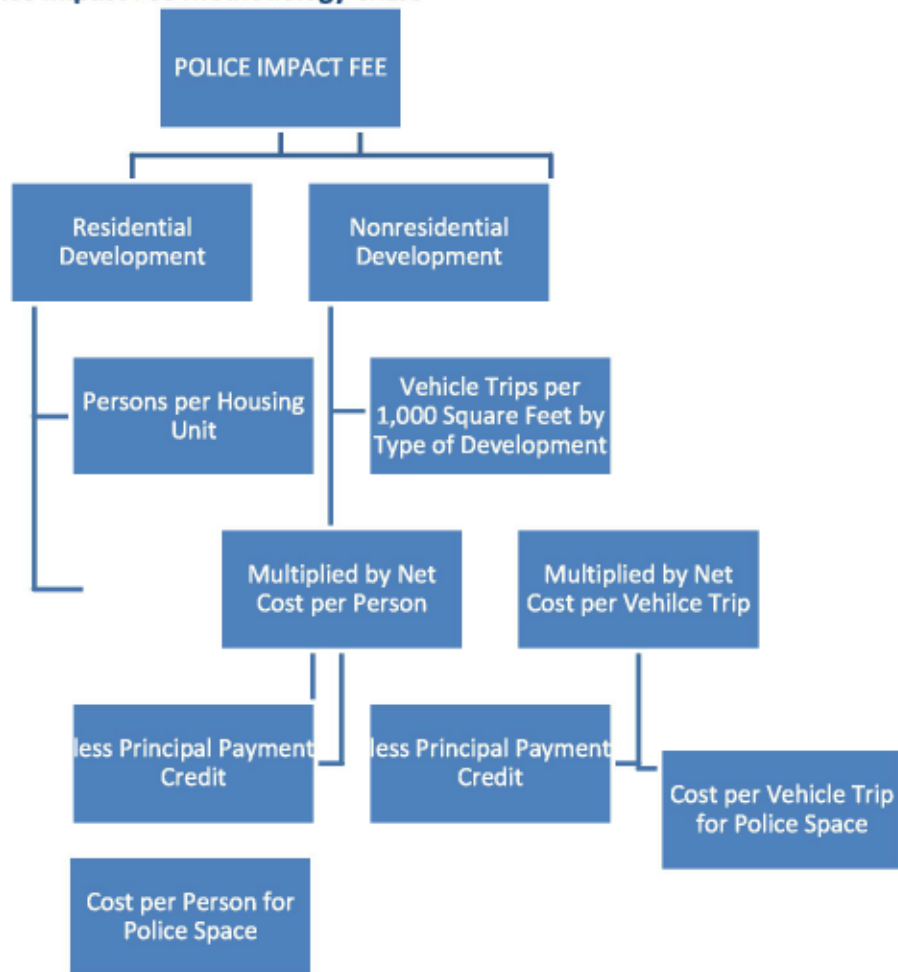 POLICE IMPACT FEE
Residential
Development
Nonresidential
Development
Persons per Housing
Unit
Vehicle Trips per
1,000 Square Feet by
Type of Development
Multiplied by Net
Cost per Person
Multiplied by Net
Cost per Vehilce Trip
less Principal Payment
Credit
less Principal Payment
Credit
Cost per Vehicle Trip
for Police Space
Cost per Person for
Police Space